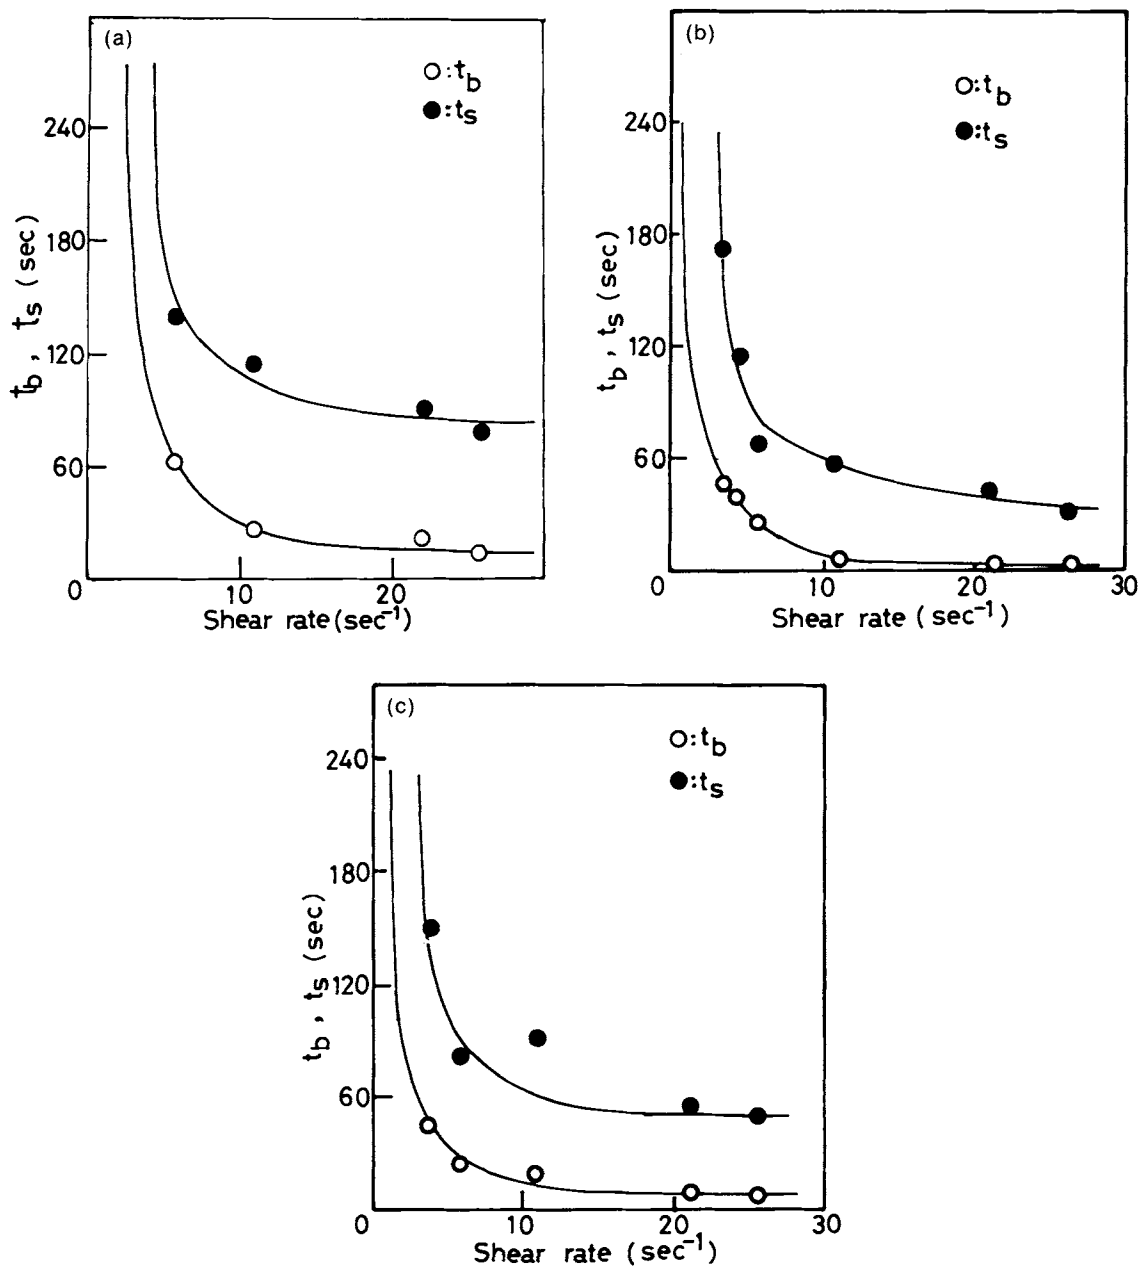 (a)
○: t_b
●: t_s
240
180
120
60
0
10
20
t_b , t_s (sec)
Shear rate (sec⁻¹)
(b)
○: t_b
●: t_s
240
180
120
60
0
10
20
30
t_b , t_s (sec)
Shear rate (sec⁻¹)
(c)
○: t_b
●: t_s
240
180
120
60
0
10
20
30
t_b , t_s (sec)
Shear rate (sec⁻¹)